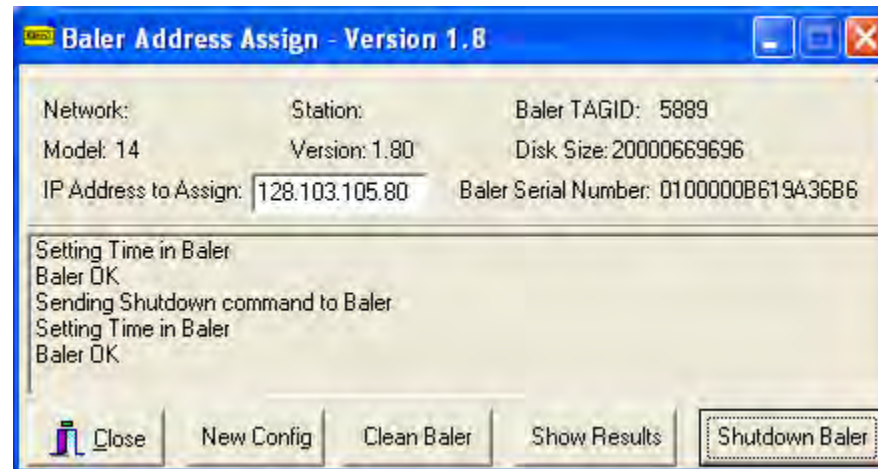 Baler Address Assign - Version 1.8
Network: Station: Baler TAGID: 5889
Model: 14 Version: 1.80 Disk Size: 20000669696
IP Address to Assign: 128.103.105.80 Baler Serial Number: 0100000B619A36B6
Setting Time in Baler
Baler OK
Sending Shutdown command to Baler
Setting Time in Baler
Baler OK
Close New Config Clean Baler Show Results Shutdown Baler